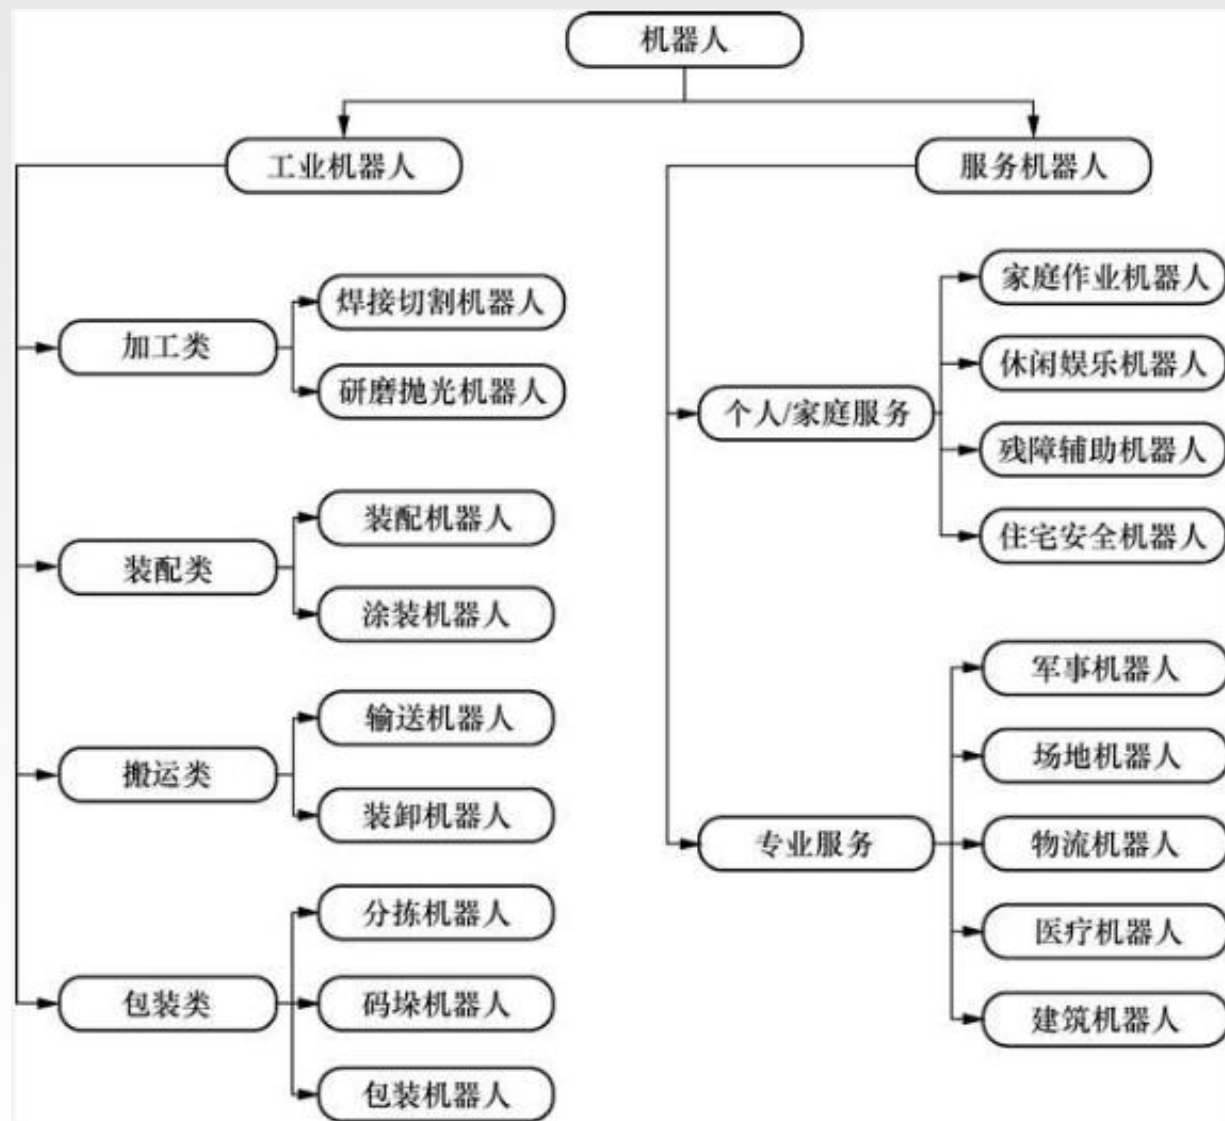 机器人
工业机器人
服务机器人
加工类
焊接切割机器人
研磨抛光机器人
装配类
装配机器人
涂装机器人
搬运类
输送机器人
装卸机器人
包装类
分拣机器人
码垛机器人
包装机器人
个人/家庭服务
家庭作业机器人
休闲娱乐机器人
残障辅助机器人
住宅安全机器人
专业服务
军事机器人
场地机器人
物流机器人
医疗机器人
建筑机器人